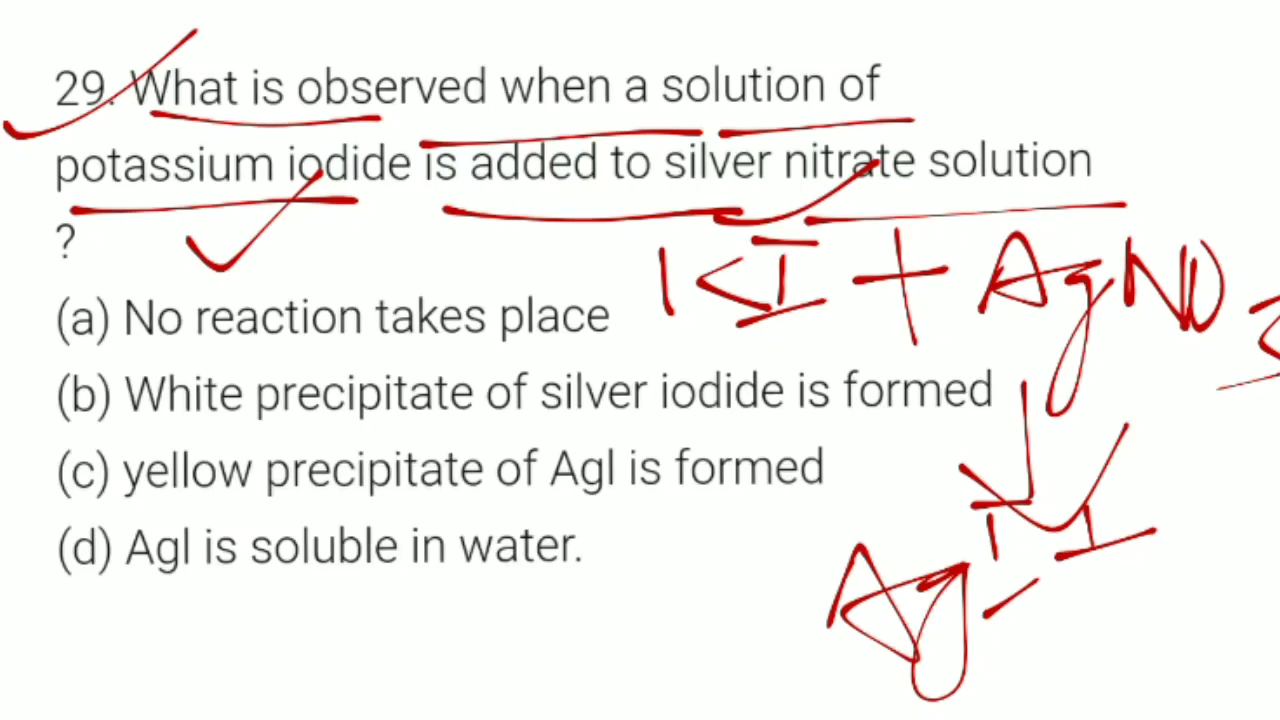 29. What is observed when a solution of
potassium iodide is added to silver nitrate solution
?
KI + AgNO3
(a) No reaction takes place
(b) White precipitate of silver iodide is formed
(c) yellow precipitate of AgI is formed
(d) AgI is soluble in water.
Ag I